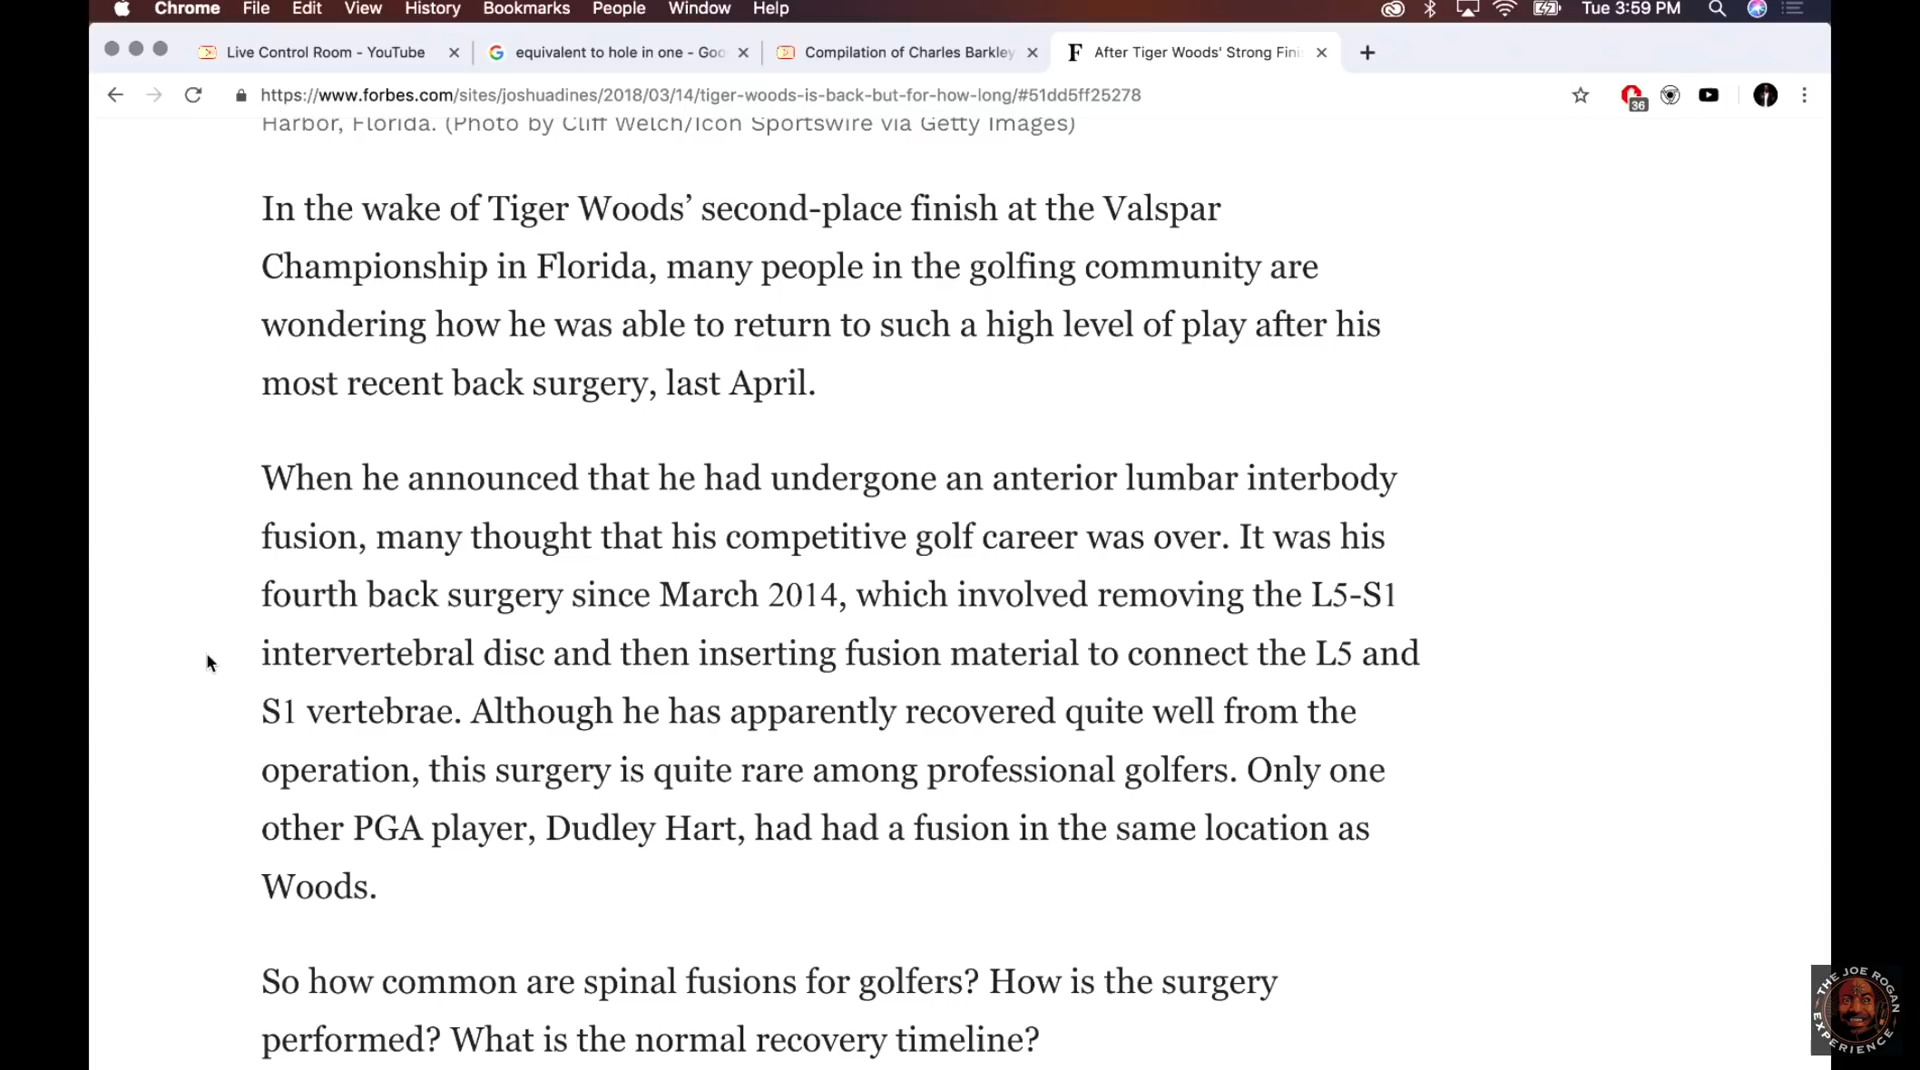 Chrome File Edit View History Bookmarks People Window Help Tue 3:59 PM
Live Control Room - YouTube equivalent to hole in one - Goo Compilation of Charles Barkley After Tiger Woods' Strong Fini
https://www.forbes.com/sites/joshuadines/2018/03/14/tiger-woods-is-back-but-for-how-long/#51dd5ff25278 36
Harbor, Florida. (Photo by Cliff Welch/Icon Sportswire via Getty Images)
In the wake of Tiger Woods’ second-place finish at the Valspar
Championship in Florida, many people in the golfing community are
wondering how he was able to return to such a high level of play after his
most recent back surgery, last April.
When he announced that he had undergone an anterior lumbar interbody
fusion, many thought that his competitive golf career was over. It was his
fourth back surgery since March 2014, which involved removing the L5-S1
intervertebral disc and then inserting fusion material to connect the L5 and
S1 vertebrae. Although he has apparently recovered quite well from the
operation, this surgery is quite rare among professional golfers. Only one
other PGA player, Dudley Hart, had had a fusion in the same location as
Woods.
So how common are spinal fusions for golfers? How is the surgery
performed? What is the normal recovery timeline?
THE JOE ROGAN
EXPERIENCE